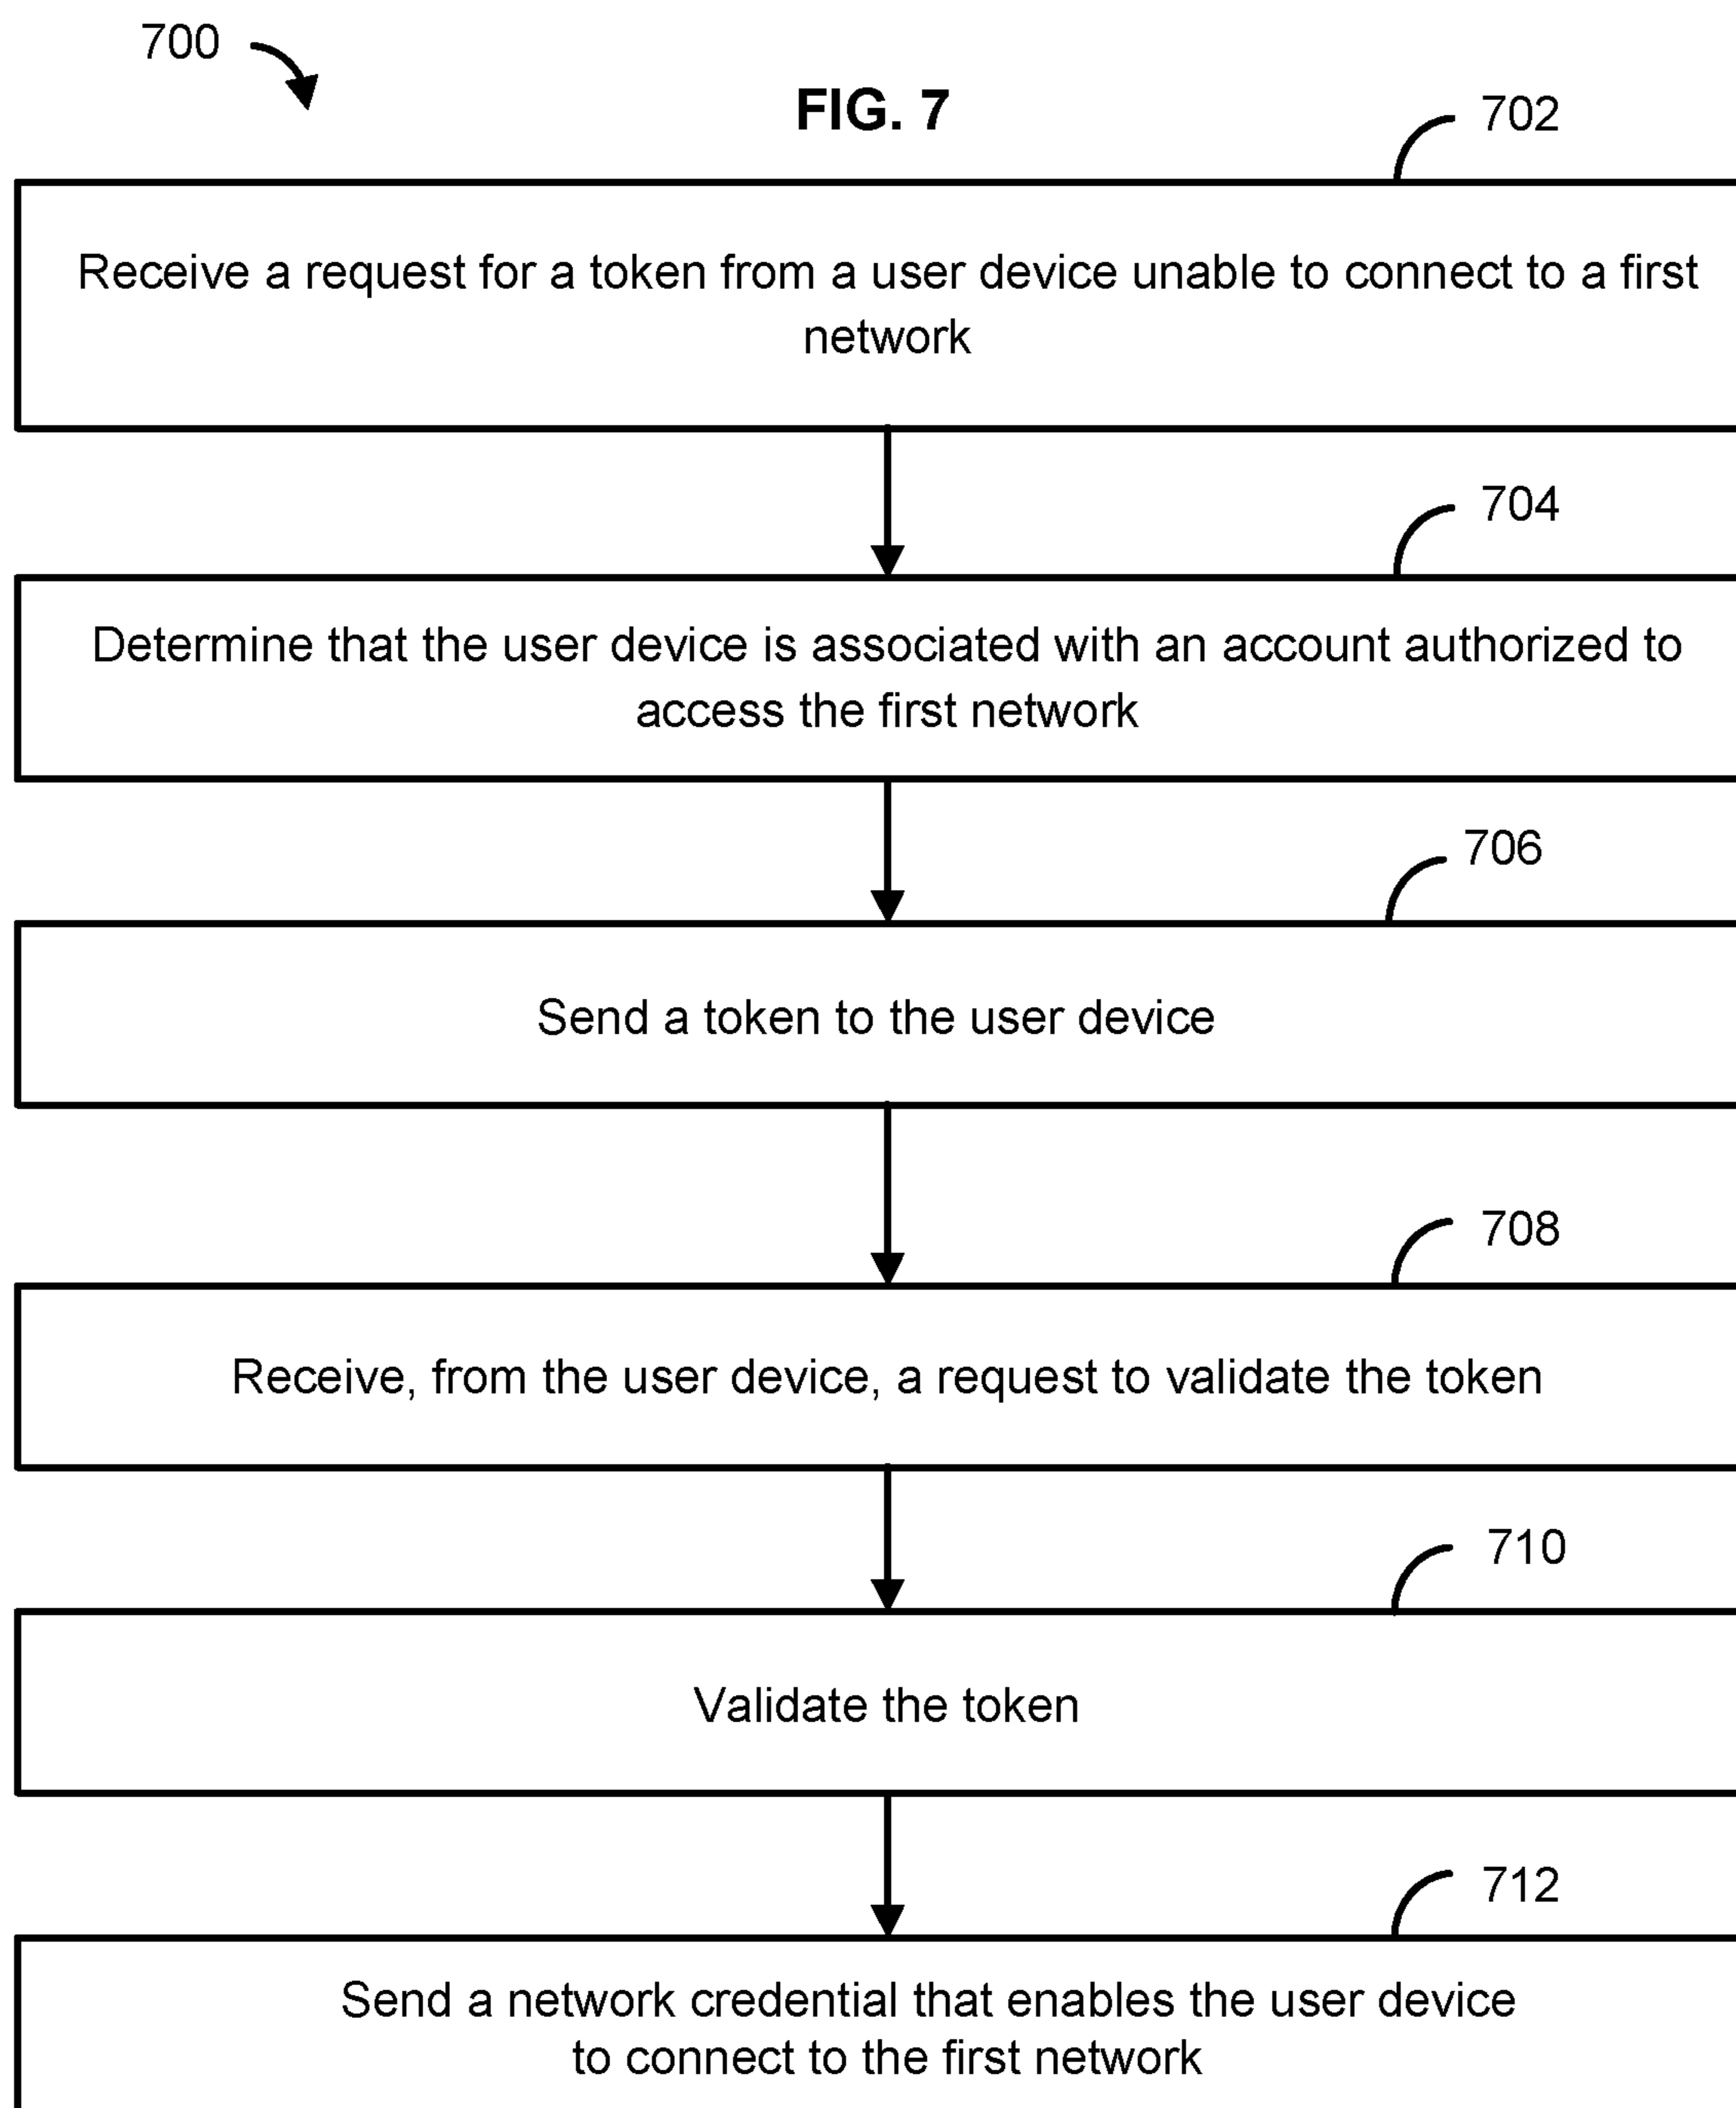 700
FIG. 7
702
Receive a request for a token from a user device unable to connect to a first
network
704
Determine that the user device is associated with an account authorized to
access the first network
706
Send a token to the user device
708
Receive, from the user device, a request to validate the token
710
Validate the token
712
Send a network credential that enables the user device
to connect to the first network